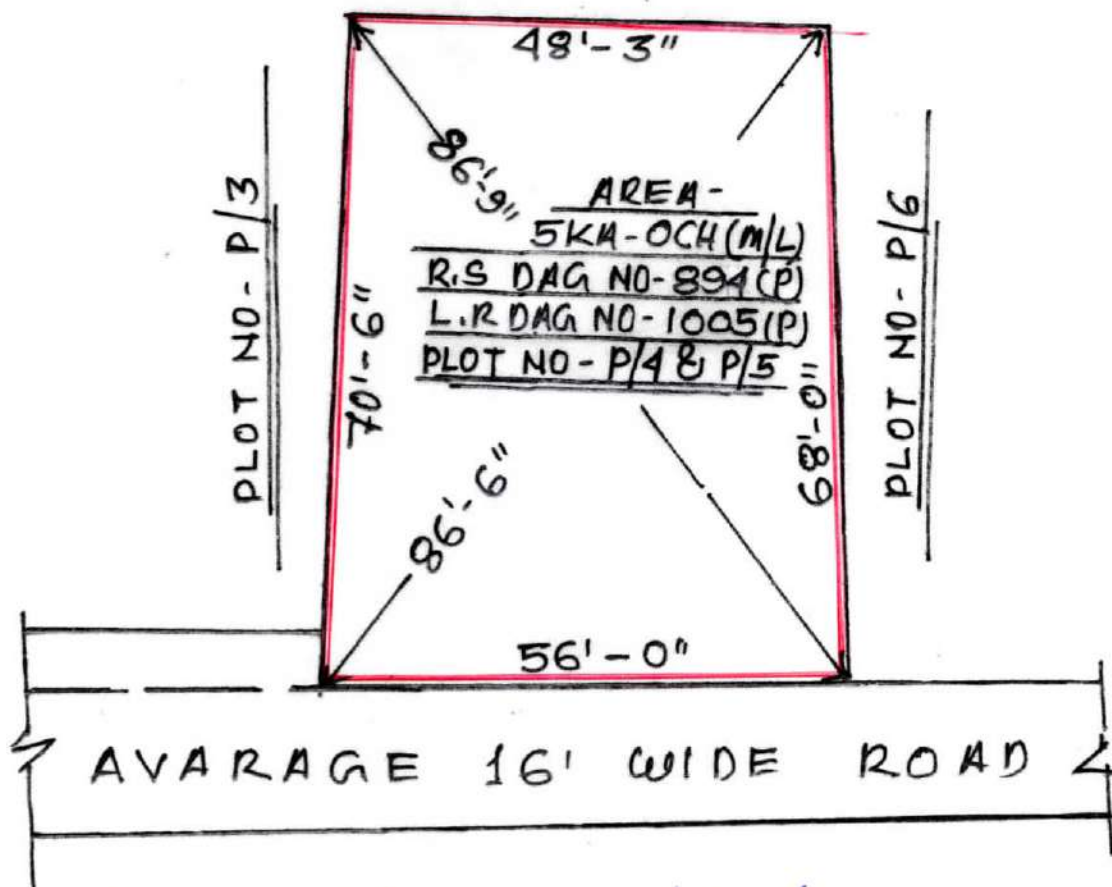 48'-3"
86'-9"
AREA-
5KA-0CH(M/L)
R.S DAG NO-894(P)
L.R DAG NO-1005(P)
PLOT NO-P/4 & P/5
PLOT NO- P/3
70'-6"
68'-0"
PLOT NO- P/6
86'-6"
56'-0"
AVARAGE 16' WIDE ROAD